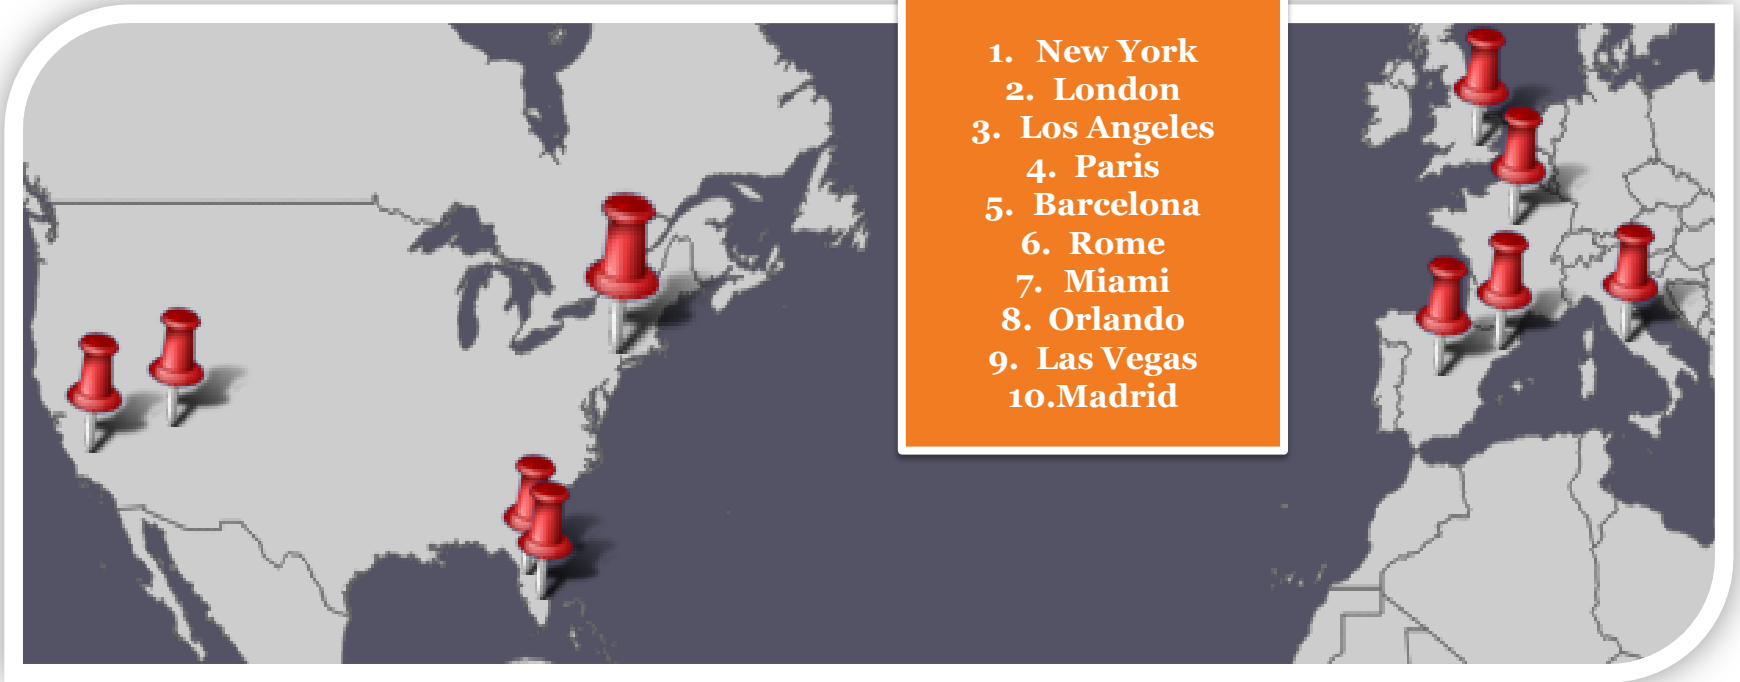 1. New York
2. London
3. Los Angeles
4. Paris
5. Barcelona
6. Rome
7. Miami
8. Orlando
9. Las Vegas
10.Madrid